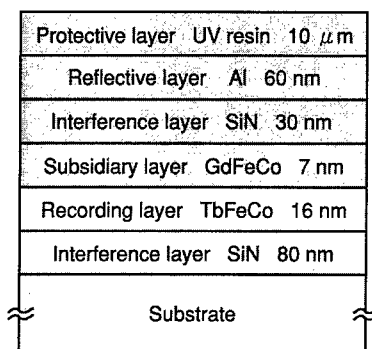 Protective layer UV resin 10 μm
Reflective layer Al 60 nm
Interference layer SiN 30 nm
Subsidiary layer GdFeCo 7 nm
Recording layer TbFeCo 16 nm
Interference layer SiN 80 nm
Substrate